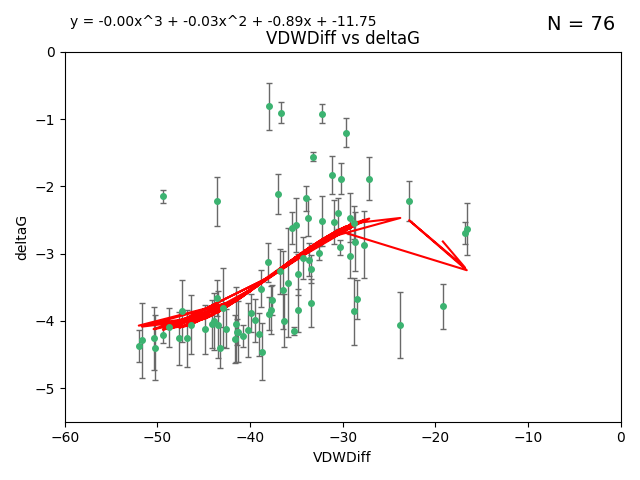 y = -0.00x^3 + -0.03x^2 + -0.89x + -11.75
N = 76
VDWDiff vs deltaG
0
−1
−2
−3
−4
−5
deltaG
−60 −50 −40 −30 −20 −10 0
VDWDiff